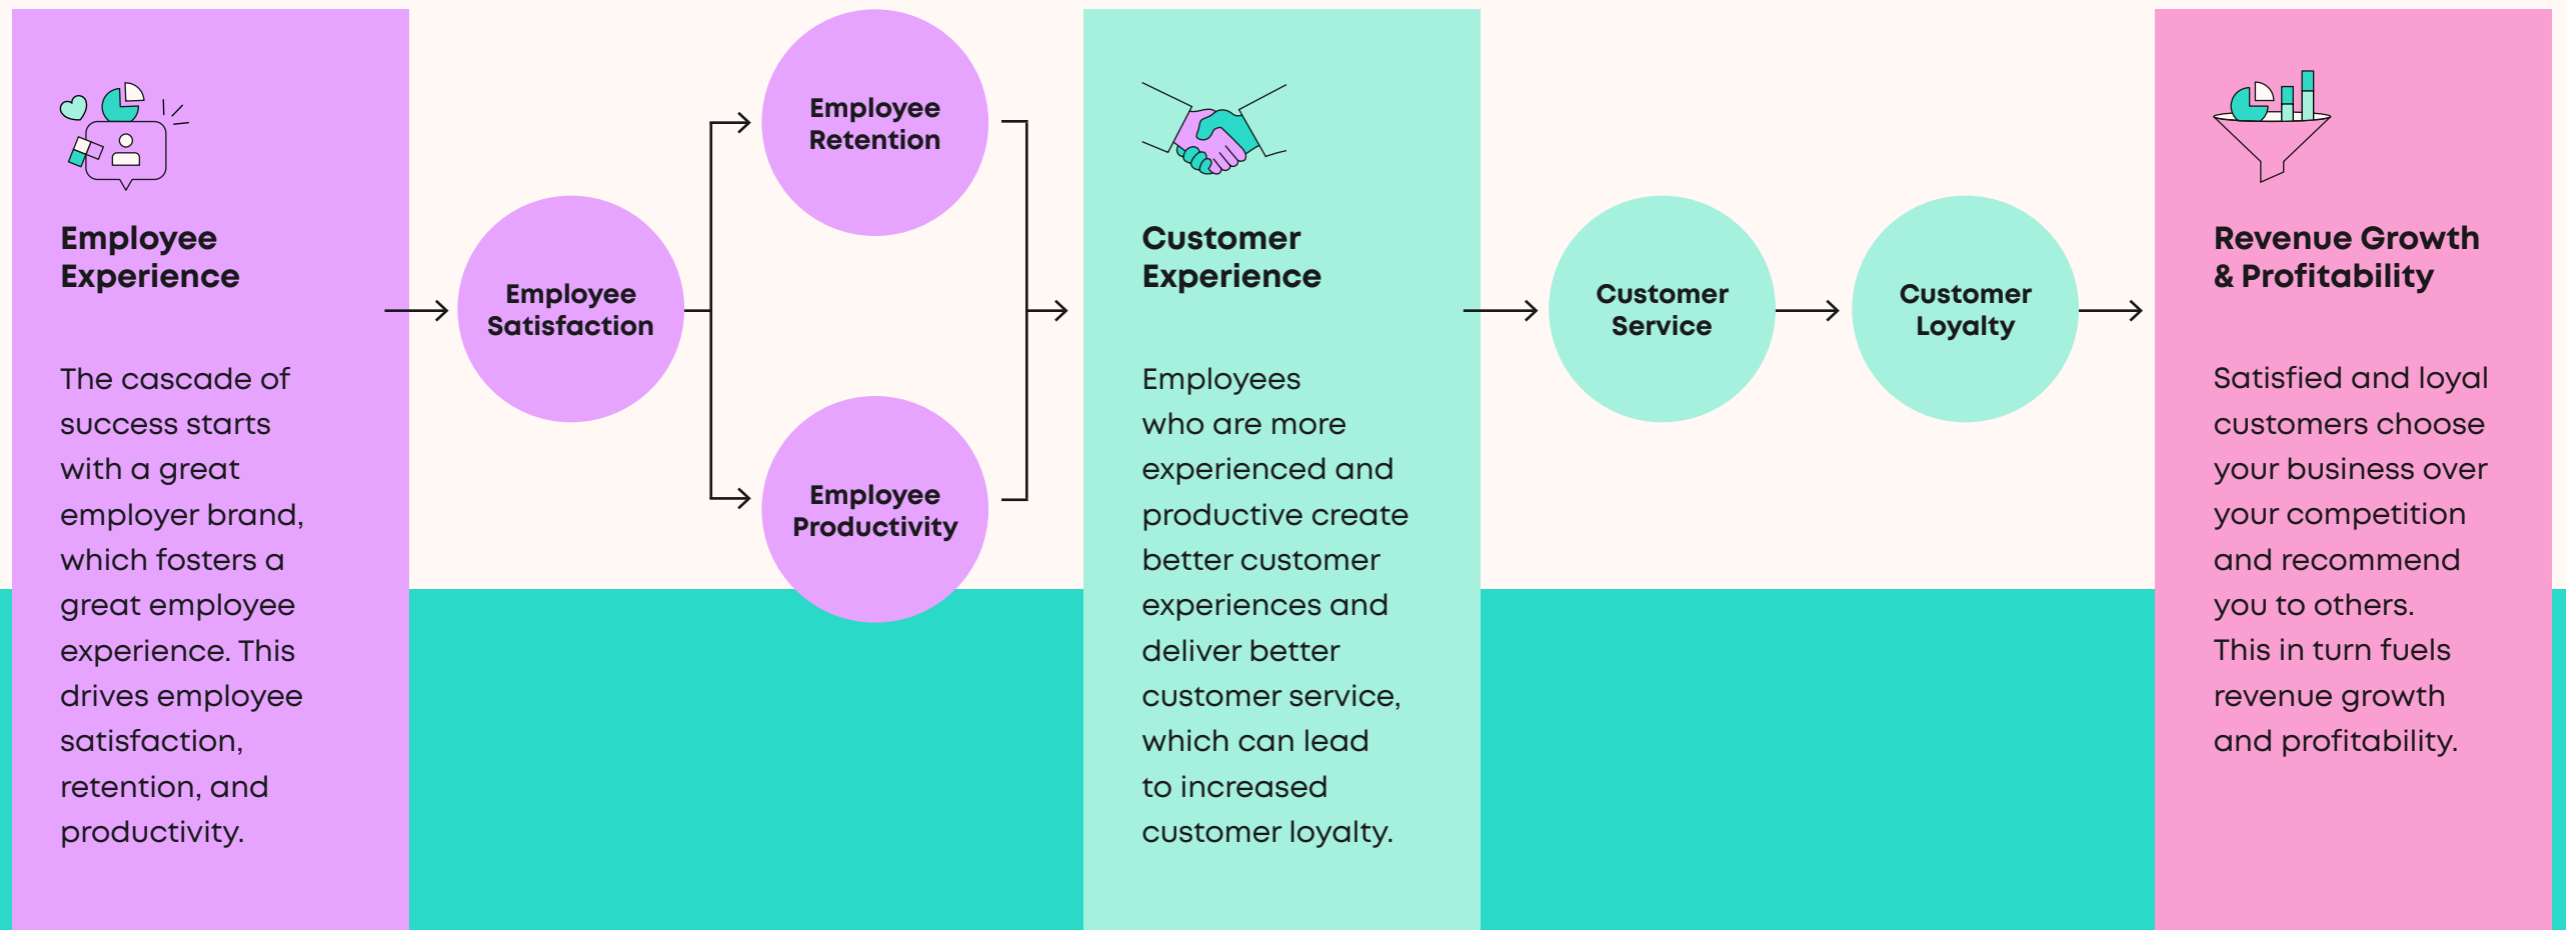 Employee
Experience
The cascade of
success starts
with a great
employer brand,
which fosters a
great employee
experience. This
drives employee
satisfaction,
retention, and
productivity.
Employee
Satisfaction
Employee
Retention
Employee
Productivity
Customer
Experience
Employees
who are more
experienced and
productive create
better customer
experiences and
deliver better
customer service,
which can lead
to increased
customer loyalty.
Customer
Service
Customer
Loyalty
Revenue Growth
& Profitability
Satisfied and loyal
customers choose
your business over
your competition
and recommend
you to others.
This in turn fuels
revenue growth
and profitability.